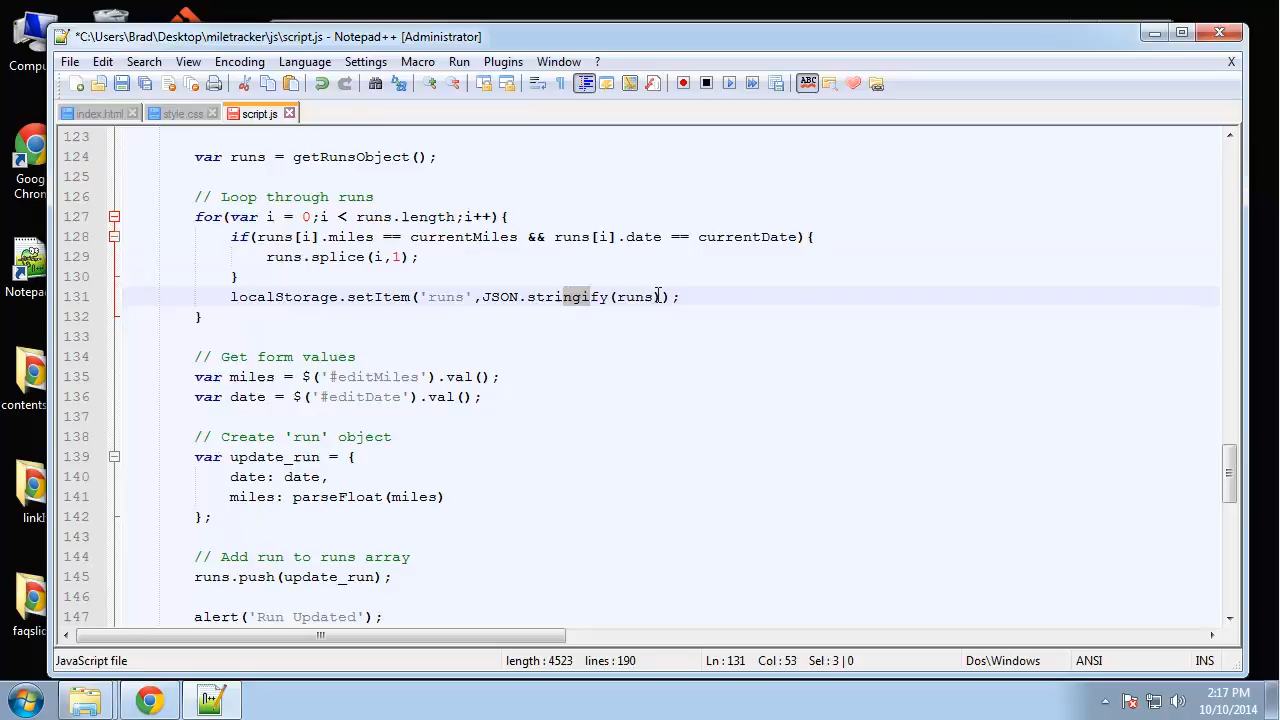 *C:\Users\Brad\Desktop\miletracker\js\script.js - Notepad++ [Administrator]
File Edit Search View Encoding Language Settings Macro Run Plugins Window ? X
index.html style.css script.js
123
124 var runs = getRunsObject();
125
126 // Loop through runs
127 for(var i = 0;i < runs.length;i++){
128 if(runs[i].miles == currentMiles && runs[i].date == currentDate){
129 runs.splice(i,1);
130 }
131 localStorage.setItem('runs',JSON.stringify(runs));
132 }
133
134 // Get form values
135 var miles = $('#editMiles').val();
136 var date = $('#editDate').val();
137
138 // Create 'run' object
139 var update_run = {
140 date: date,
141 miles: parseFloat(miles)
142 };
143
144 // Add run to runs array
145 runs.push(update_run);
146
147 alert('Run Updated');
JavaScript file length : 4523 lines : 190 Ln : 131 Col : 53 Sel : 3 | 0 Dos\Windows ANSI INS
Compu
Goog
Chron
Notepa
contents
linkI
faqslic
2:17 PM
10/10/2014